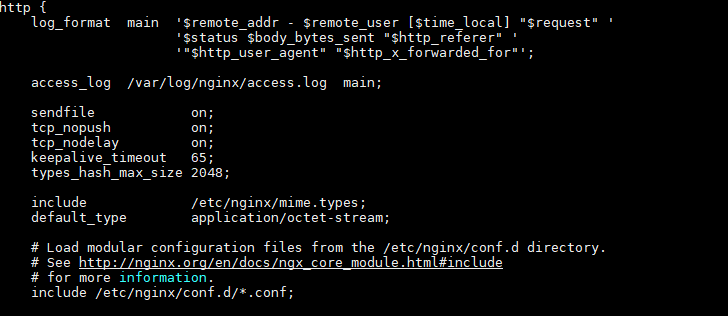 http {
    log_format  main  '$remote_addr - $remote_user [$time_local] "$request" '
                      '$status $body_bytes_sent "$http_referer" '
                      '"$http_user_agent" "$http_x_forwarded_for"';

    access_log  /var/log/nginx/access.log  main;

    sendfile            on;
    tcp_nopush          on;
    tcp_nodelay         on;
    keepalive_timeout   65;
    types_hash_max_size 2048;

    include             /etc/nginx/mime.types;
    default_type        application/octet-stream;

    # Load modular configuration files from the /etc/nginx/conf.d directory.
    # See http://nginx.org/en/docs/ngx_core_module.html#include
    # for more information.
    include /etc/nginx/conf.d/*.conf;